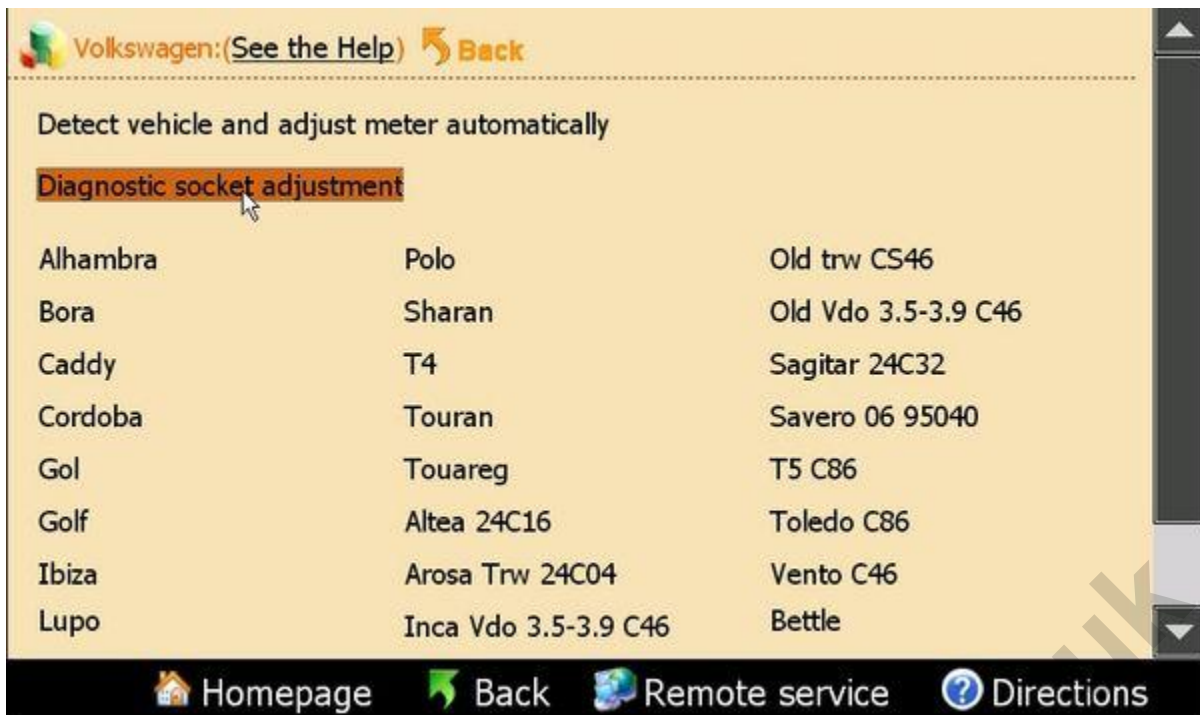 Volkswagen:(See the Help) Back
Detect vehicle and adjust meter automatically
Diagnostic socket adjustment
Alhambra Polo Old trw CS46
Bora Sharan Old Vdo 3.5-3.9 C46
Caddy T4 Sagitar 24C32
Cordoba Touran Savero 06 95040
Gol Touareg T5 C86
Golf Altea 24C16 Toledo C86
Ibiza Arosa Trw 24C04 Vento C46
Lupo Inca Vdo 3.5-3.9 C46 Bettle
Homepage Back Remote service Directions